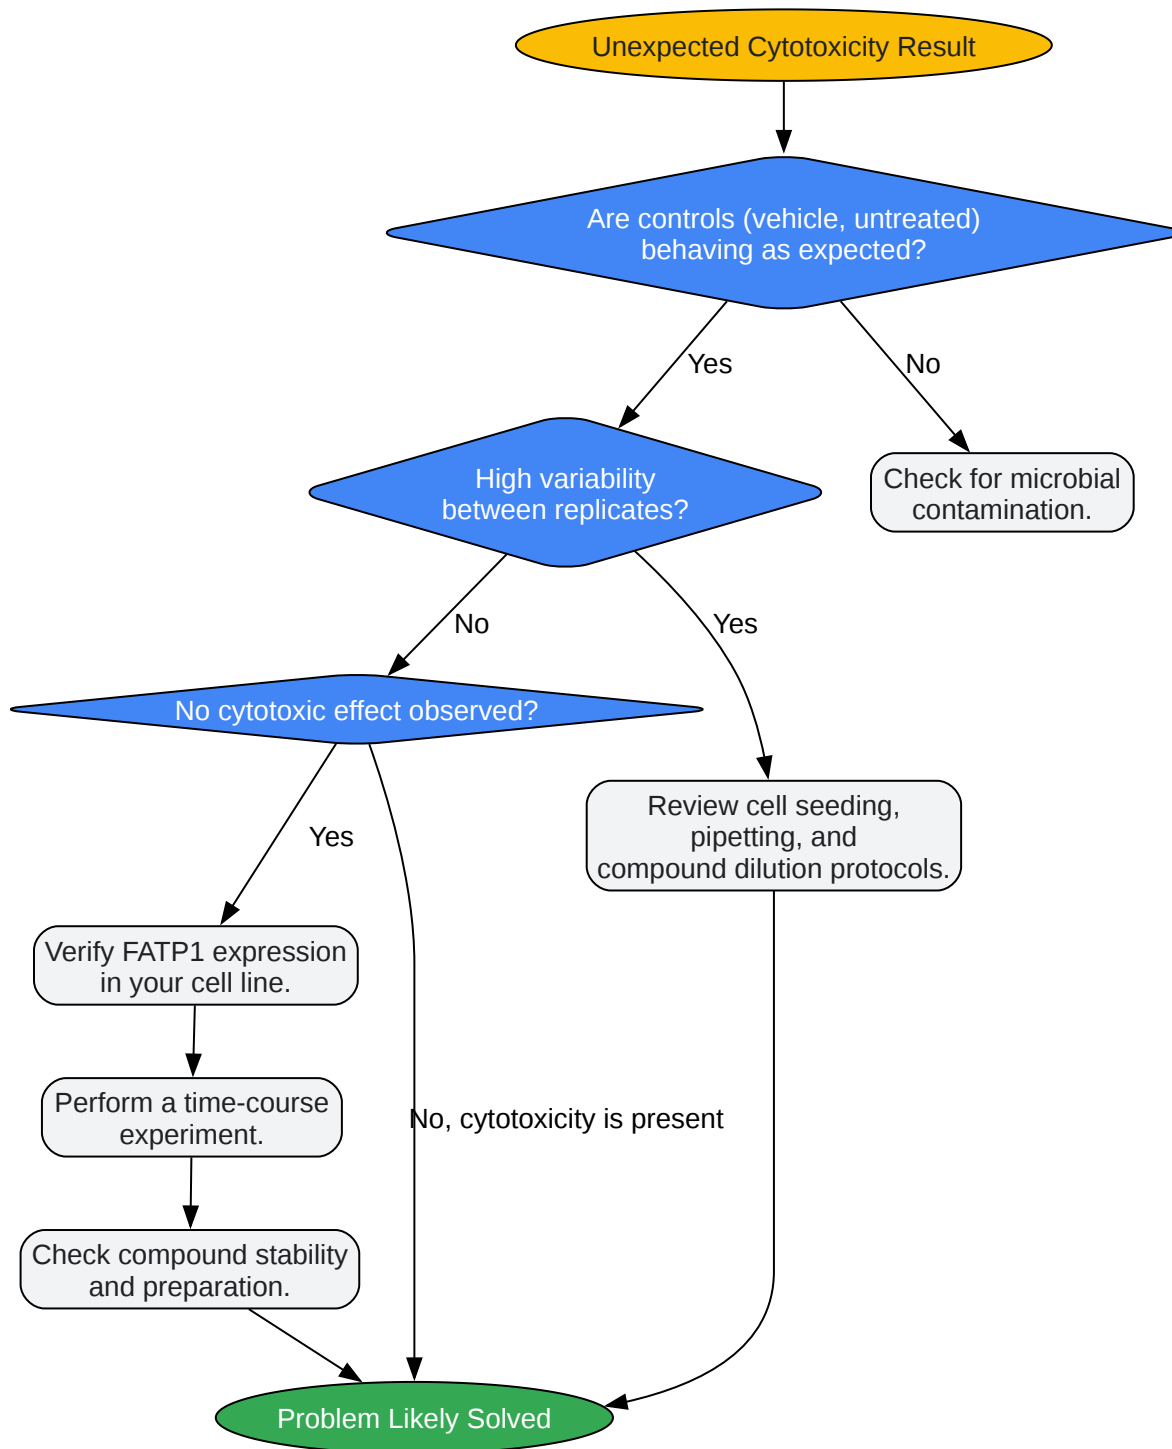 Unexpected Cytotoxicity Result
Are controls (vehicle, untreated)
behaving as expected?
Yes
No
High variability
between replicates?
Check for microbial
contamination.
No
Yes
No cytotoxic effect observed?
Yes
Review cell seeding,
pipetting, and
compound dilution protocols.
Verify FATP1 expression
in your cell line.
Perform a time-course
experiment.
No, cytotoxicity is present
Check compound stability
and preparation.
Problem Likely Solved